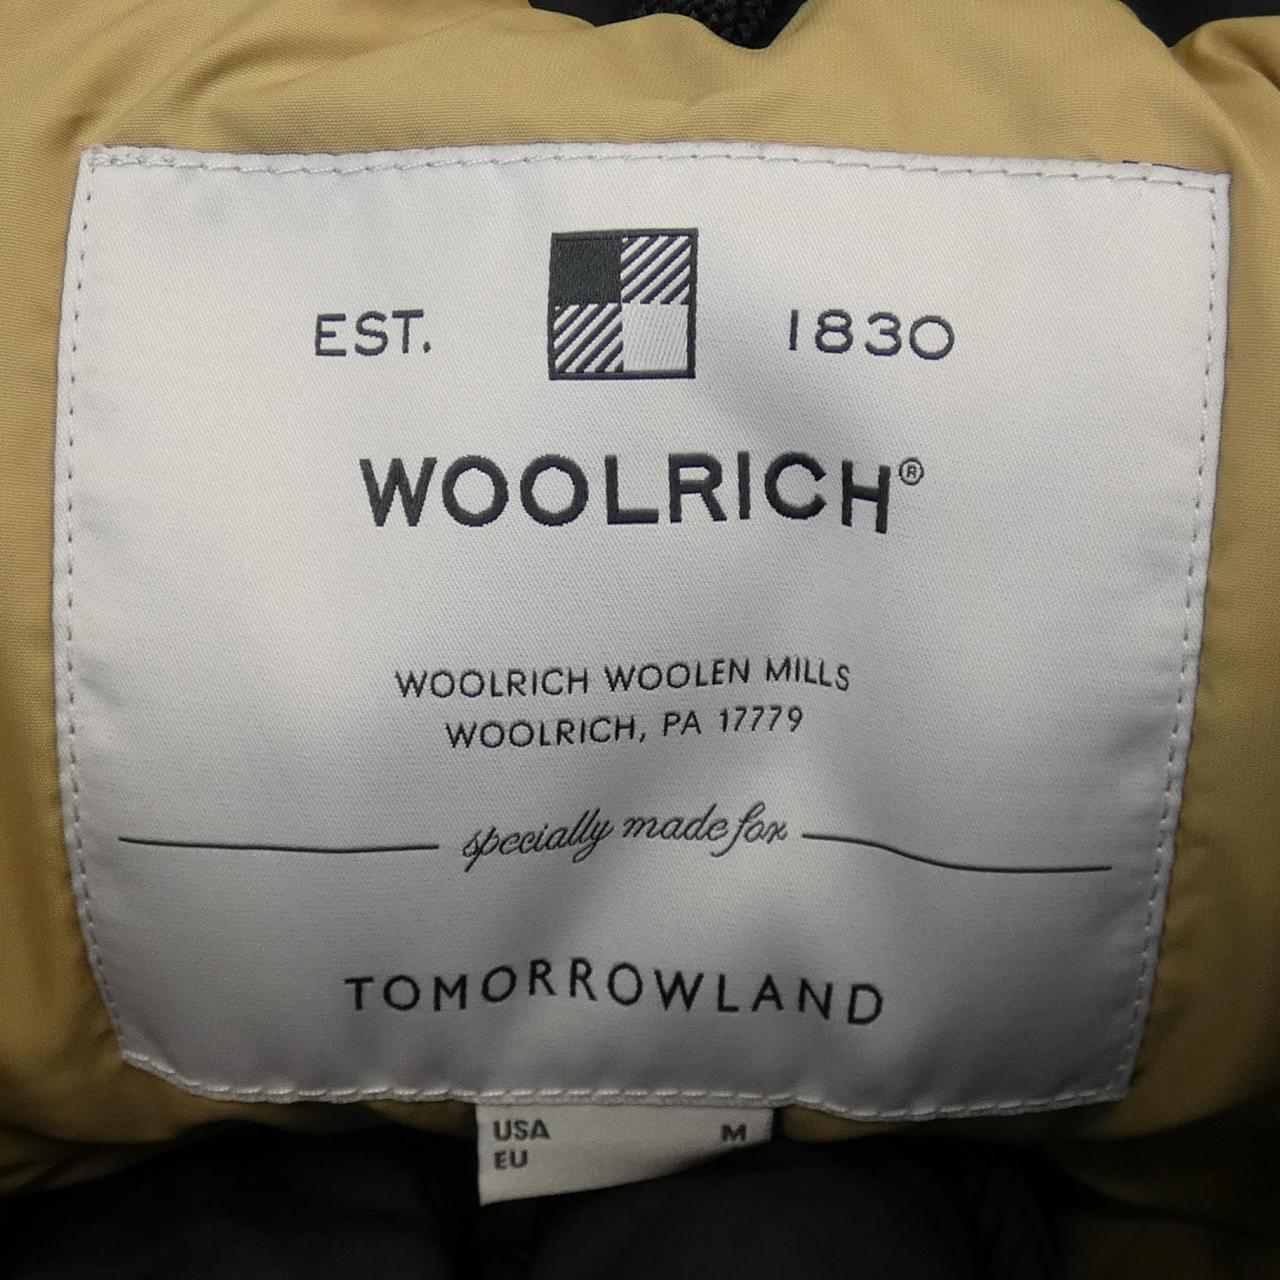 EST. 1830
WOOLRICH®
WOOLRICH WOOLEN MILLS
WOOLRICH, PA 17779
specially made for
TOMORROWLAND
USA M
EU